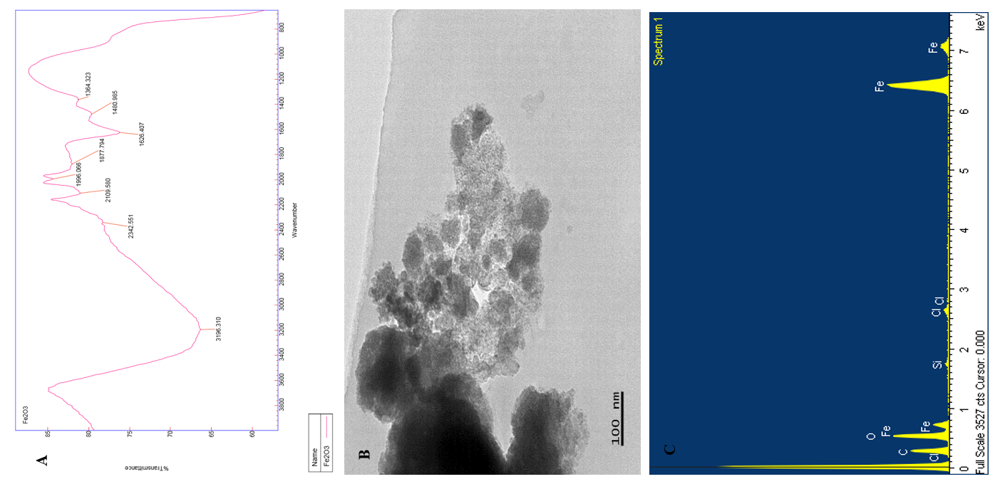 A
Fe2O3
%Transmittance
85
80
75
70
65
60
3800
3600
3400
3200
3000
2800
2600
2400
2200
2000
1800
1600
1400
1200
1000
800
Wavenumber
3196.310
2342.551
2109.580
1996.066
1877.794
1626.407
1480.985
1364.323
Name
Fe2O3
B
100 nm
C
Spectrum 1
Cl
C
O
Fe
Fe
Si
Cl
Cl
Fe
Fe
0
1
2
3
4
5
6
7
keV
Full Scale 3527 cts Cursor: 0.000